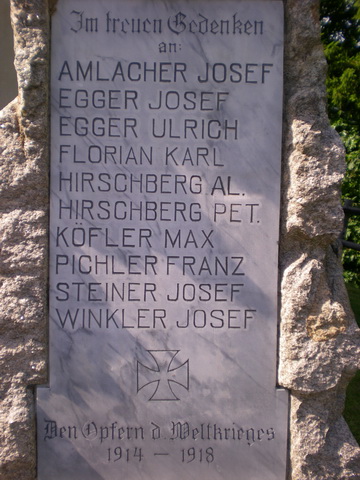 Im treuen Gedenken
an:
AMLACHER JOSEF
EGGER JOSEF
EGGER ULRICH
FLORIAN KARL
HIRSCHBERG AL.
HIRSCHBERG PET.
KÖFLER MAX
PICHLER FRANZ
STEINER JOSEF
WINKLER JOSEF
Den Opfern d. Weltkrieges
1914 – 1918